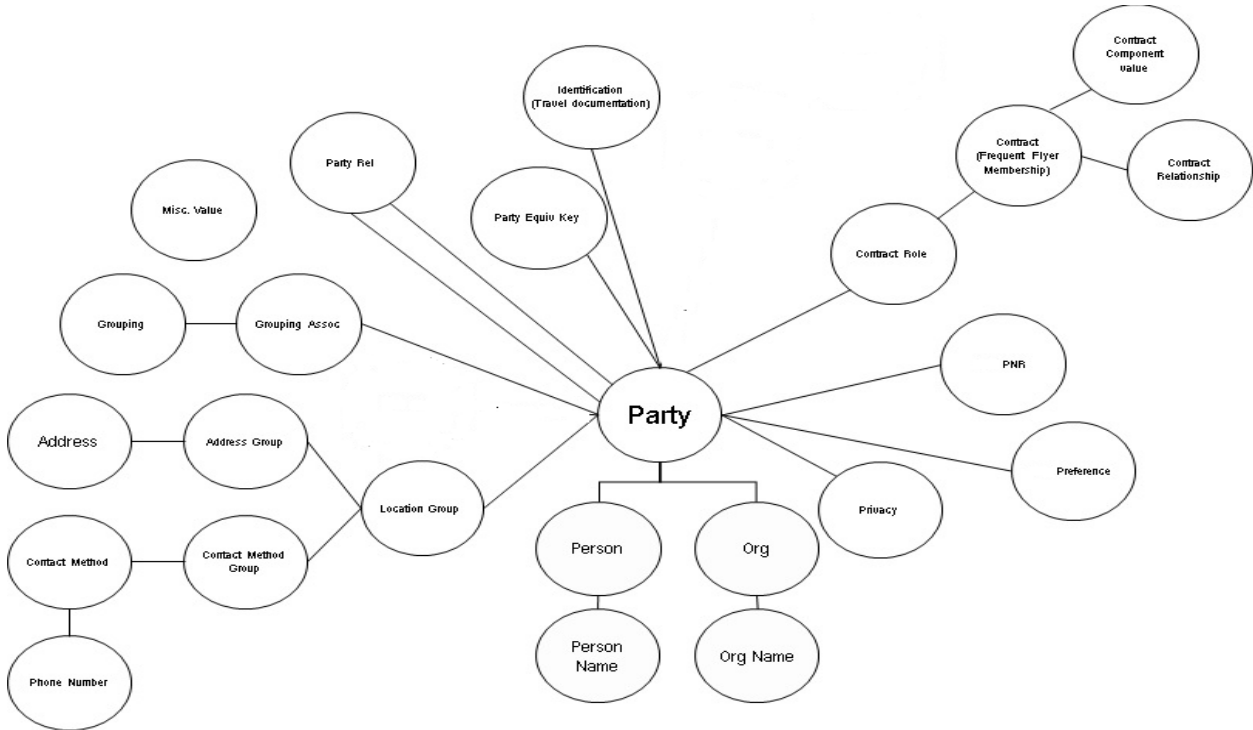 Contract
Component
value
Identification
(Travel documentation)
Contract
(Frequent Flyer
Membership)
Party Rel
Contract
Relationship
Misc. Value
Party Equiv Key
Contract Role
Grouping
Grouping Assoc
PNR
Party
Address
Address Group
Preference
Location Group
Privacy
Person
Org
Contact Method
Contact Method
Group
Person
Name
Org Name
Phone Number